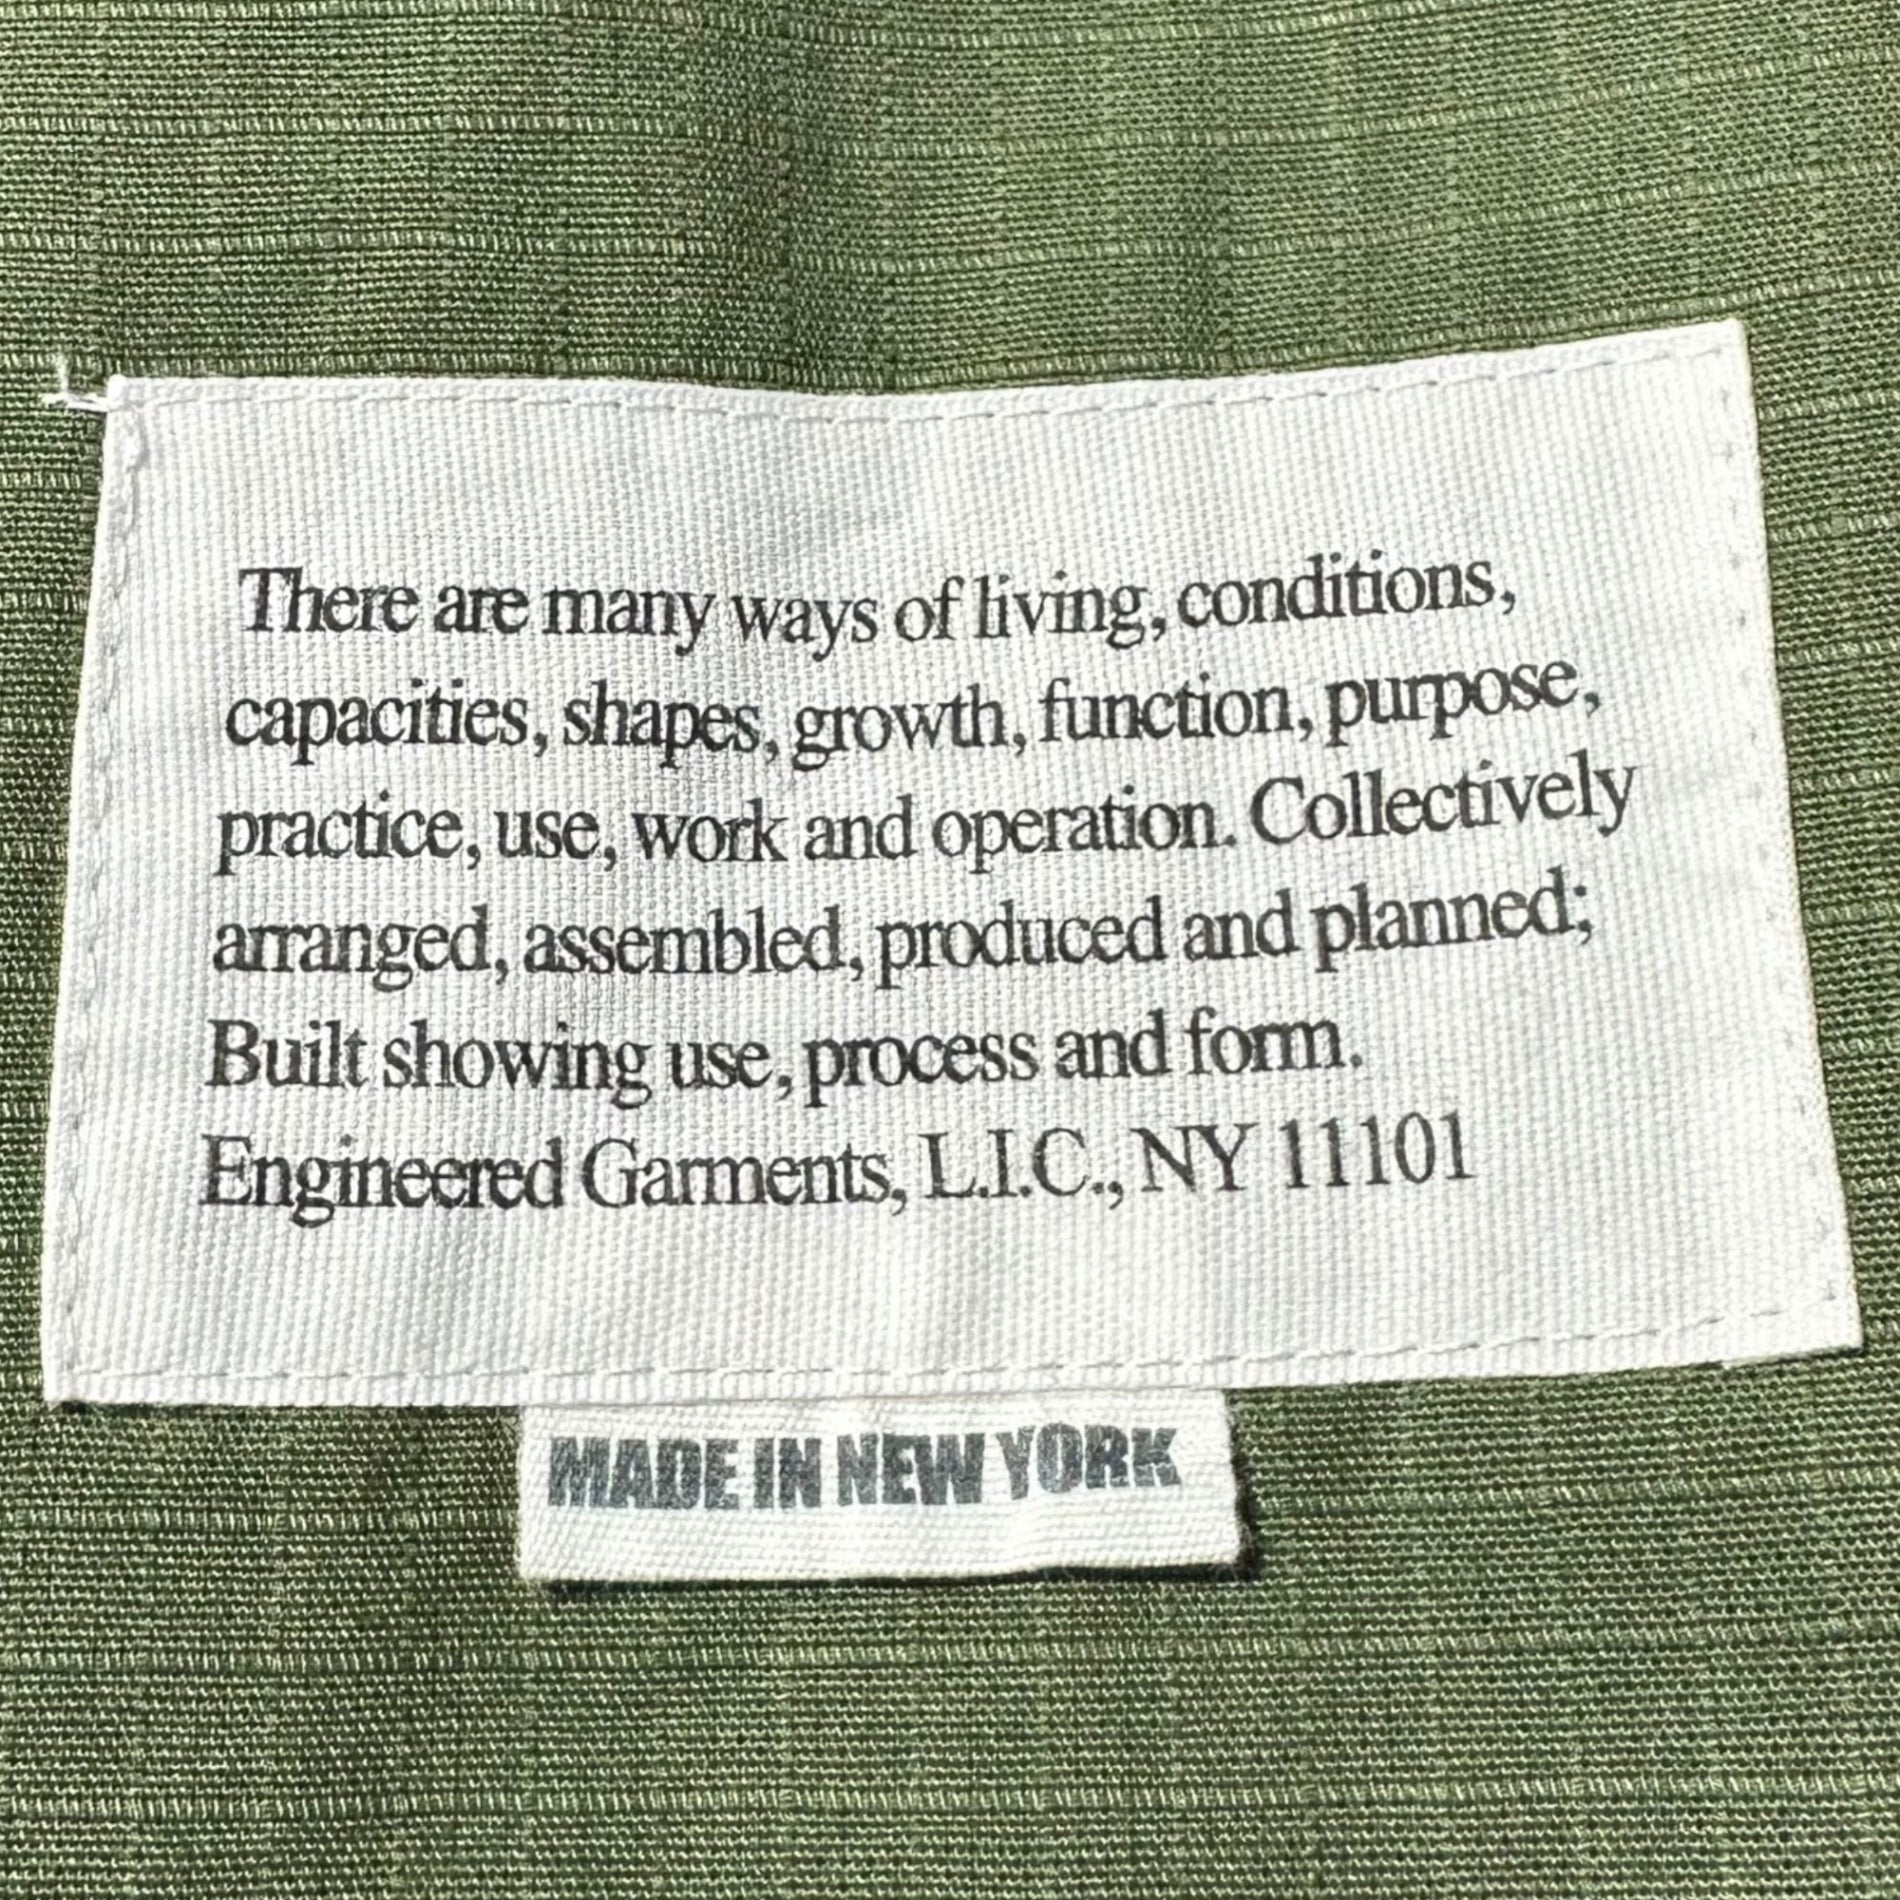 There are many ways of living, conditions,
capacities, shapes, growth, function, purpose,
practice, use, work and operation. Collectively
arranged, assembled, produced and planned;
Built showing use, process and form.
Engineered Garments, L.I.C., NY 11101
MADE IN NEW YORK